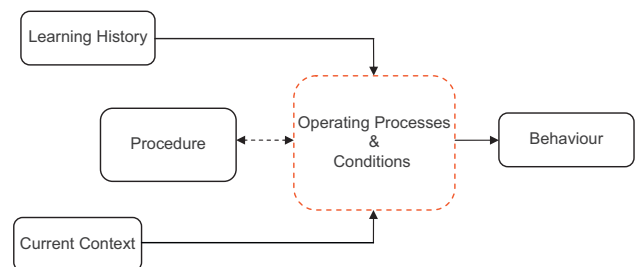 Learning History
Procedure
Operating Processes
&
Conditions
Behaviour
Current Context